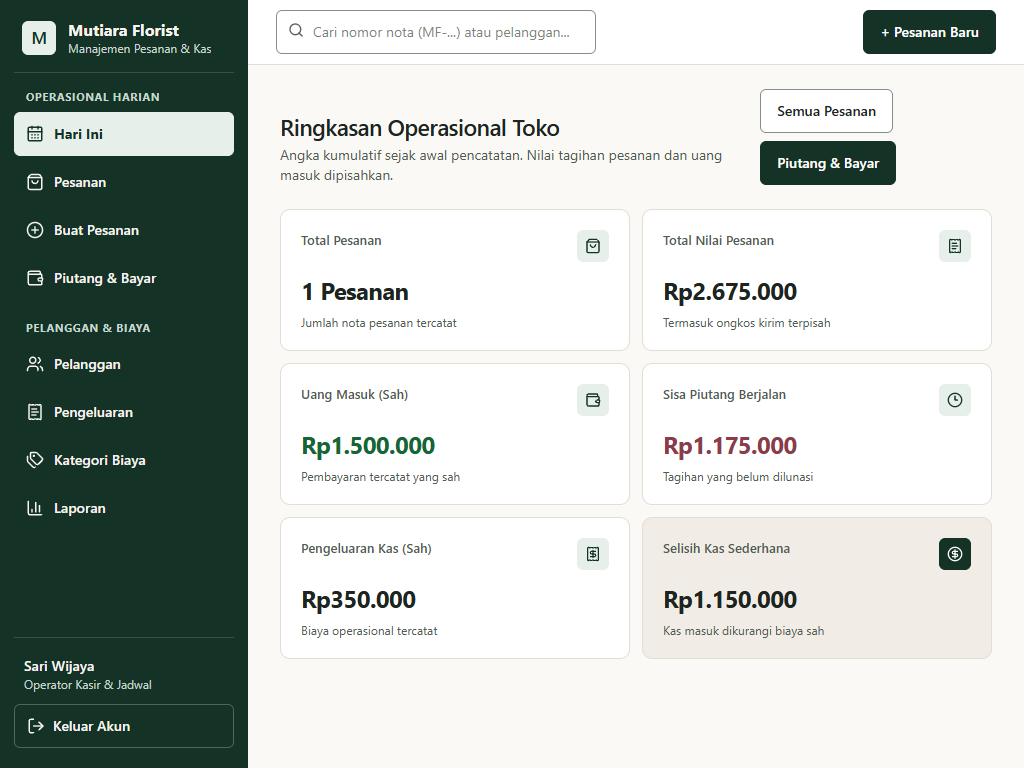 M
Mutiara Florist
Manajemen Pesanan & Kas
OPERASIONAL HARIAN
Hari Ini
Pesanan
Buat Pesanan
Piutang & Bayar
PELANGGAN & BIAYA
Pelanggan
Pengeluaran
Kategori Biaya
Laporan
Sari Wijaya
Operator Kasir & Jadwal
Keluar Akun
Cari nomor nota (MF-...) atau pelanggan...
+ Pesanan Baru
Ringkasan Operasional Toko
Angka kumulatif sejak awal pencatatan. Nilai tagihan pesanan dan uang
masuk dipisahkan.
Semua Pesanan
Piutang & Bayar
Total Pesanan
1 Pesanan
Jumlah nota pesanan tercatat
Total Nilai Pesanan
Rp2.675.000
Termasuk ongkos kirim terpisah
Uang Masuk (Sah)
Rp1.500.000
Pembayaran tercatat yang sah
Sisa Piutang Berjalan
Rp1.175.000
Tagihan yang belum dilunasi
Pengeluaran Kas (Sah)
Rp350.000
Biaya operasional tercatat
Selisih Kas Sederhana
Rp1.150.000
Kas masuk dikurangi biaya sah